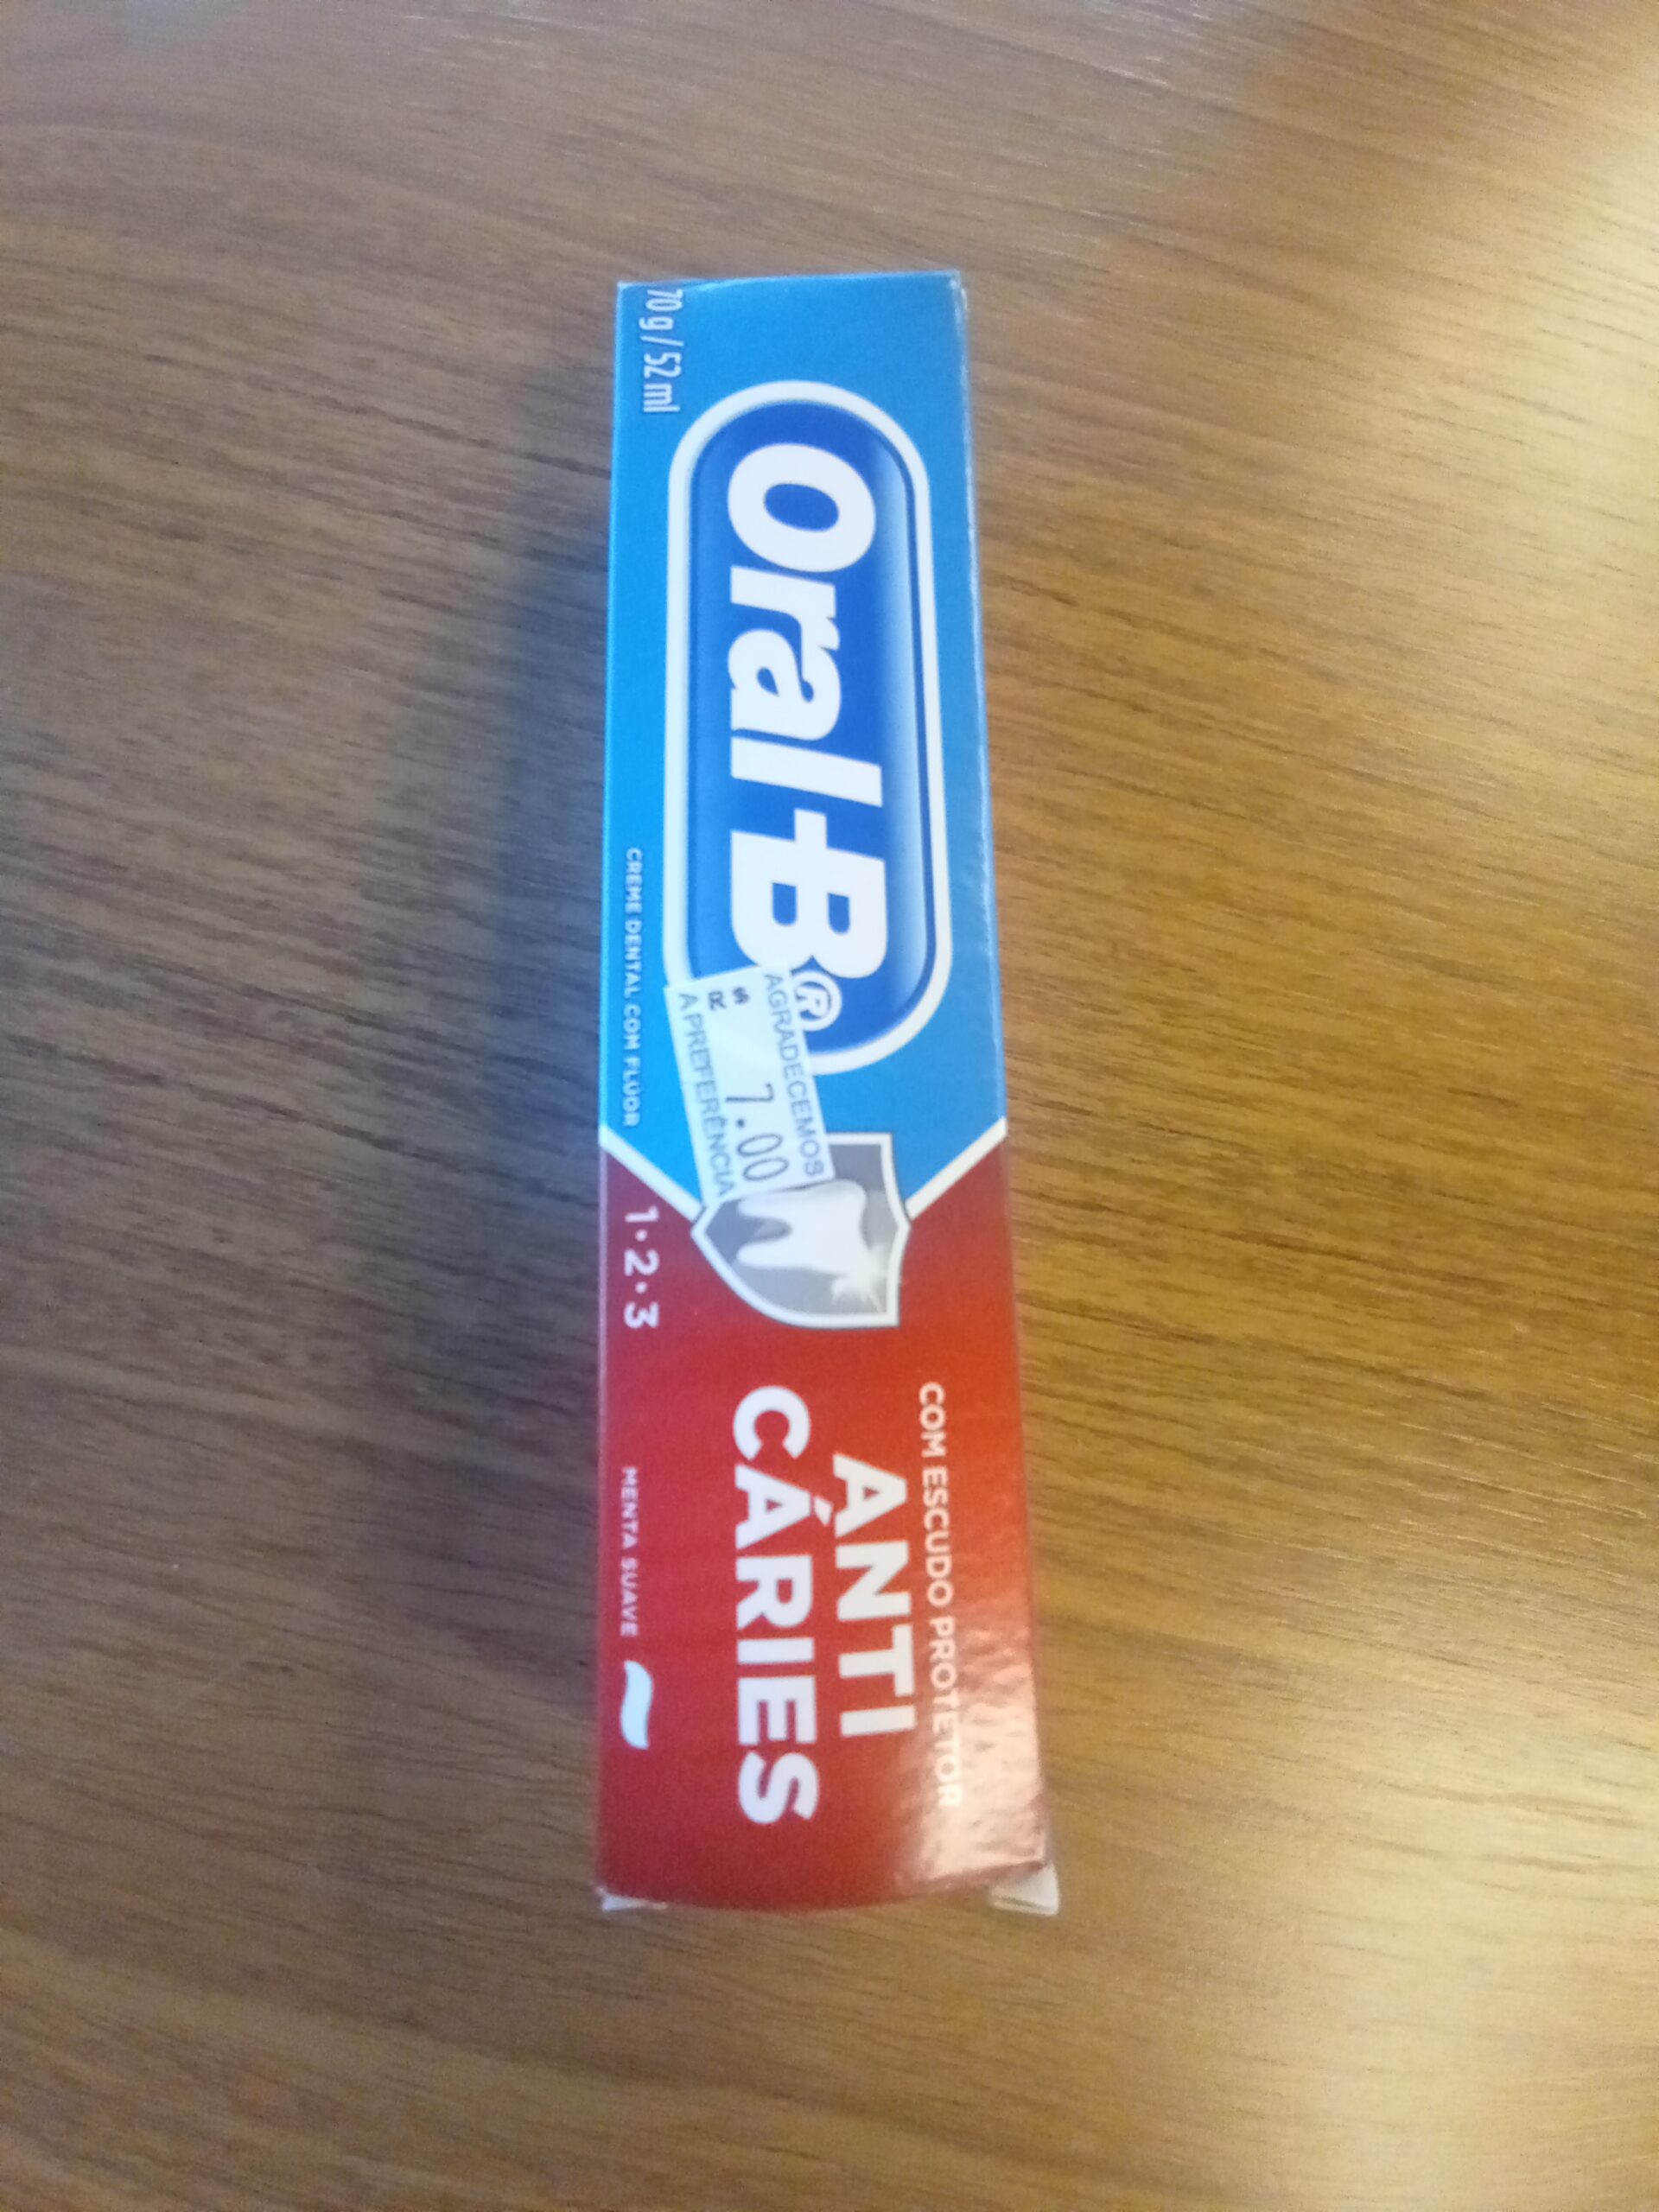 Oral-B®
AGRADECEMOS
R$ 7.00
A PREFERÊNCIA
COM ESCUDO PROTETOR
ANTI
CÁRIES
70 g / 52 ml
CREME DENTAL COM FLÚOR
1•2•3
MENTA SUAVE